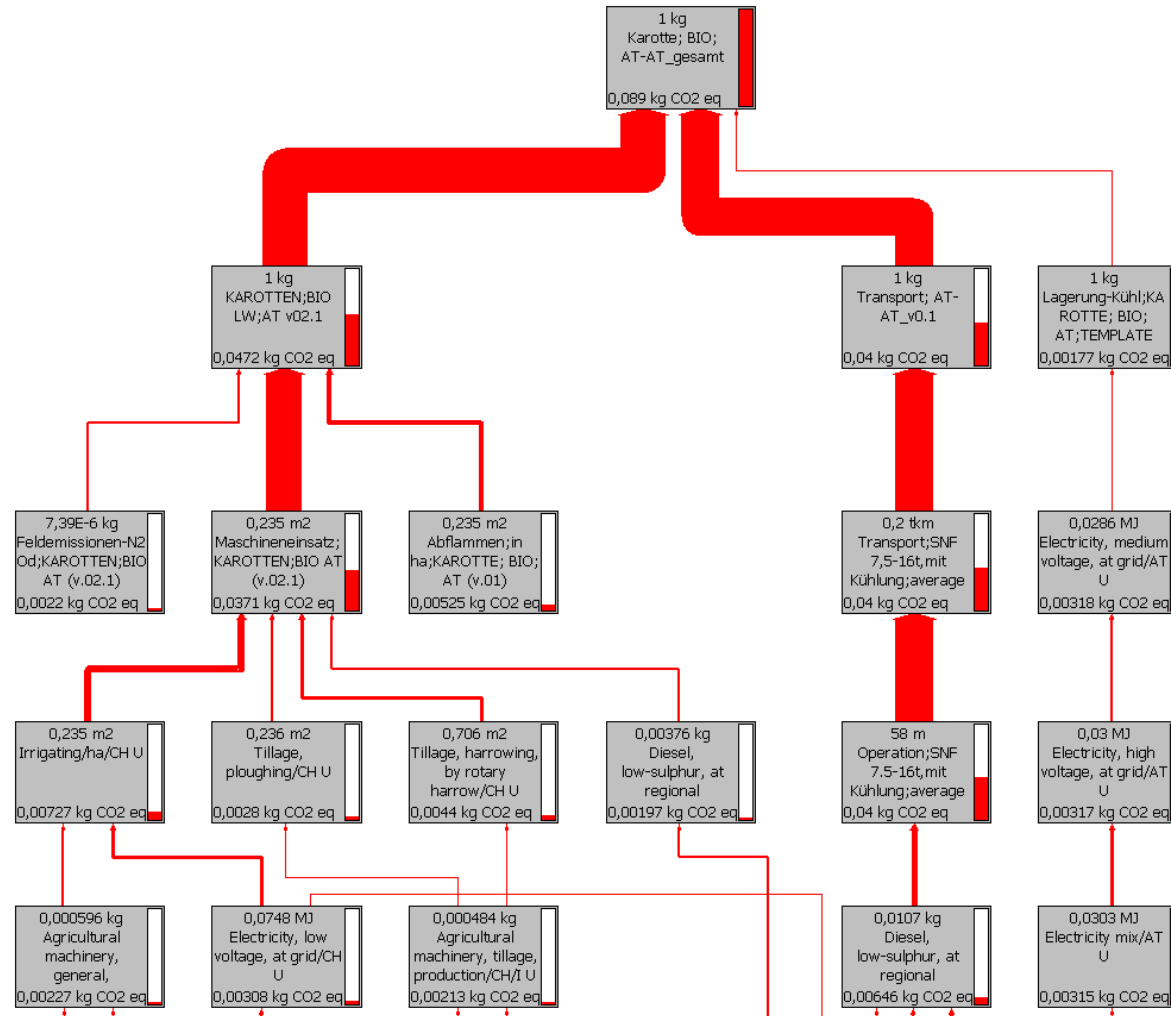 1 kg
Karotte; BIO;
AT-AT_gesamt
0,089 kg CO2 eq
1 kg
KAROTTEN;BIO
LW;AT v02.1
0,0472 kg CO2 eq
1 kg
Transport; AT-
AT_v0.1
0,04 kg CO2 eq
1 kg
Lagerung-Kühl;KA
ROTTE; BIO;
AT;TEMPLATE
0,00177 kg CO2 eq
7,39E-6 kg
Feldemissionen-N2
Od;KAROTTEN;BIO
AT (v.02.1)
0,0022 kg CO2 eq
0,235 m2
Maschineneinsatz;
KAROTTEN;BIO AT
(v.02.1)
0,0371 kg CO2 eq
0,235 m2
Abflammen;in
ha;KAROTTE; BIO;
AT (v.01)
0,00525 kg CO2 eq
0,2 tkm
Transport;SNF
7,5-16t,mit
Kühlung;average
0,04 kg CO2 eq
0,0286 MJ
Electricity, medium
voltage, at grid/AT
U
0,00318 kg CO2 eq
0,235 m2
Irrigating/ha/CH U
0,00727 kg CO2 eq
0,236 m2
Tillage,
ploughing/CH U
0,0028 kg CO2 eq
0,706 m2
Tillage, harrowing,
by rotary
harrow/CH U
0,0044 kg CO2 eq
0,00376 kg
Diesel,
low-sulphur, at
regional
0,00197 kg CO2 eq
58 m
Operation;SNF
7.5-16t,mit
Kühlung;average
0,04 kg CO2 eq
0,03 MJ
Electricity, high
voltage, at grid/AT
U
0,00317 kg CO2 eq
0,000596 kg
Agricultural
machinery,
general,
0,00227 kg CO2 eq
0,0748 MJ
Electricity, low
voltage, at grid/CH
U
0,00308 kg CO2 eq
0,000484 kg
Agricultural
machinery, tillage,
production/CH/I U
0,00213 kg CO2 eq
0,0107 kg
Diesel,
low-sulphur, at
regional
0,00646 kg CO2 eq
0,0303 MJ
Electricity mix/AT
U
0,00315 kg CO2 eq